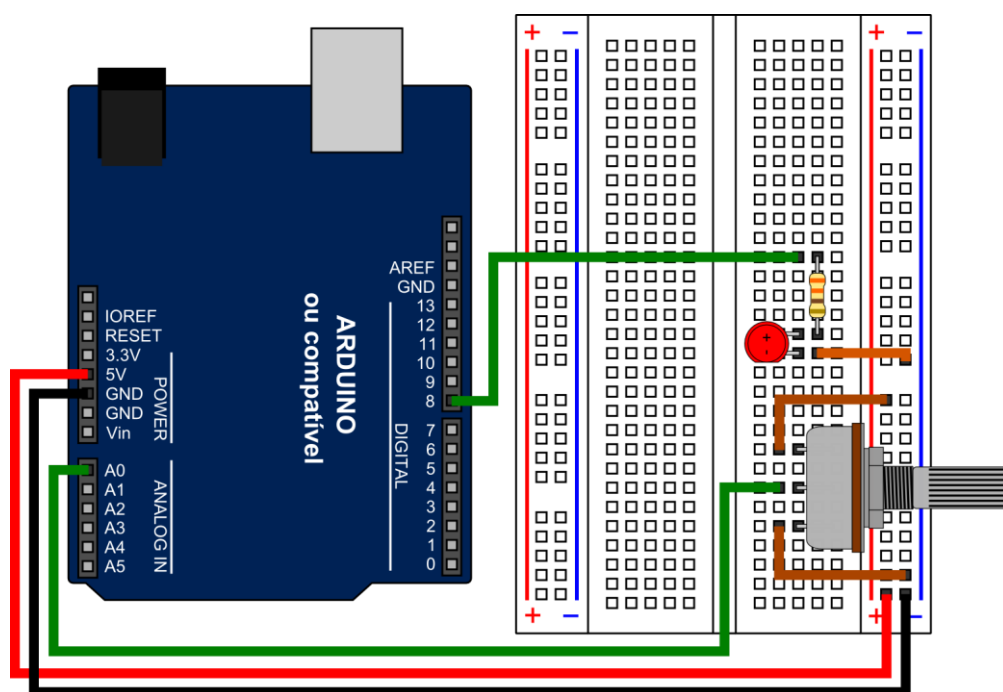 + −
+ −
AREF
GND
13
12
11
10
9
8
7
6
5
4
3
2
1
0
DIGITAL
ARDUINO
ou compatível
IOREF
RESET
3.3V
5V
GND
GND
Vin
POWER
A0
A1
A2
A3
A4
A5
ANALOG IN
+
-
+ −
+ −